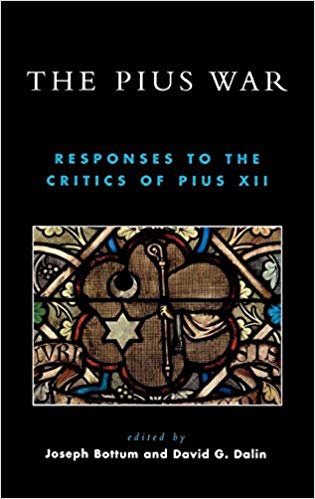 THE PIUS WAR
RESPONSES TO THE
CRITICS OF PIUS XII
edited by
Joseph Bottum and David G. Dalin